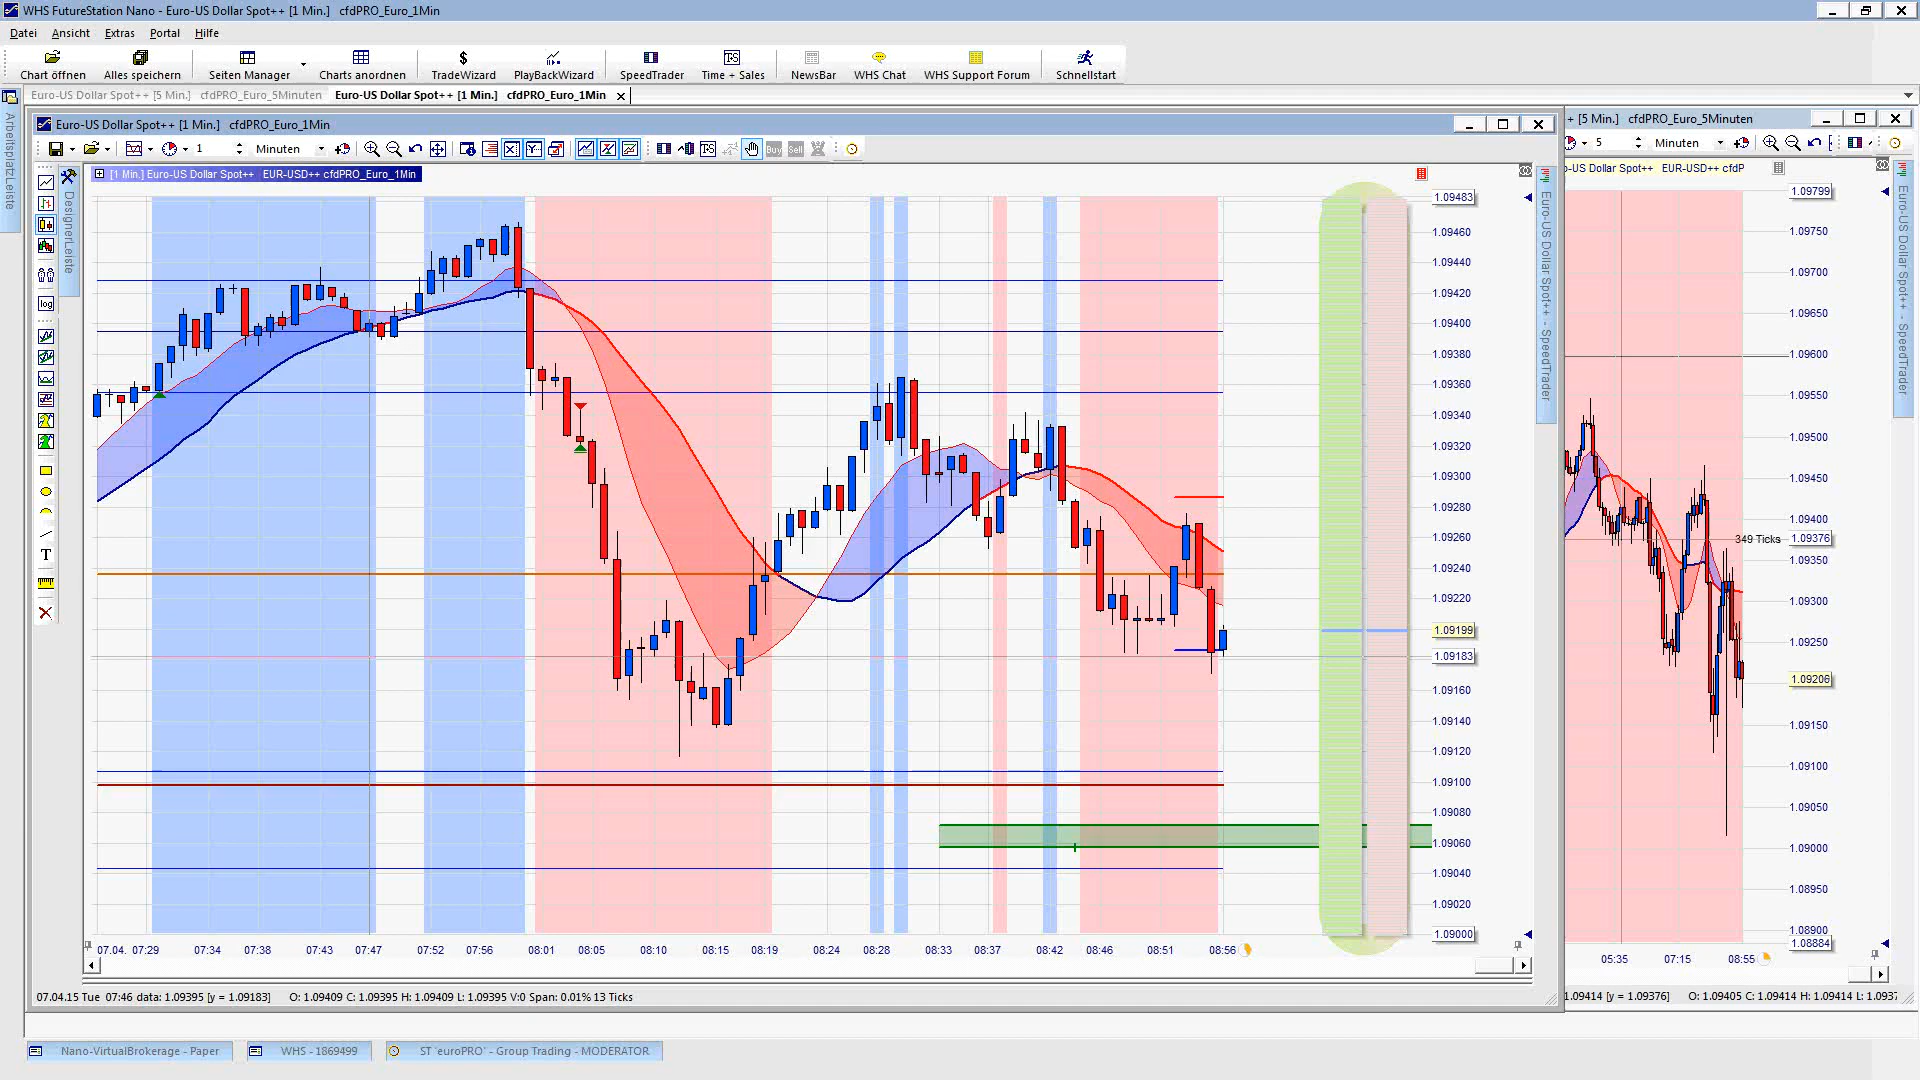 WHS FutureStation Nano - Euro-US Dollar Spot++ [1 Min.]   cfdPRO_Euro_1Min
Datei Ansicht Extras Portal Hilfe
Chart öffnen Alles speichern Seiten Manager Charts anordnen TradeWizard PlayBackWizard SpeedTrader Time + Sales NewsBar WHS Chat WHS Support Forum Schnellstart
Euro-US Dollar Spot++ [5 Min.]   cfdPRO_Euro_5Minuten Euro-US Dollar Spot++ [1 Min.]   cfdPRO_Euro_1Min
ArbeitsplatzLeiste
Euro-US Dollar Spot++ [1 Min.]   cfdPRO_Euro_1Min
1 Minuten Buy Sell
DesignerLeiste
log
T
[1 Min.] Euro-US Dollar Spot++   EUR-USD++ cfdPRO_Euro_1Min
1.09483
1.09460
1.09440
1.09420
1.09400
1.09380
1.09360
1.09340
1.09320
1.09300
1.09280
1.09260
1.09240
1.09220
1.09199
1.09183
1.09160
1.09140
1.09120
1.09100
1.09080
1.09060
1.09040
1.09020
1.09000
07.04. 07:29 07:34 07:38 07:43 07:47 07:52 07:56 08:01 08:05 08:10 08:15 08:19 08:24 08:28 08:33 08:37 08:42 08:46 08:51 08:56
Euro-US Dollar Spot++ - SpeedTrader
07.04.15 Tue  07:46 data: 1.09395 [y = 1.09183]      O: 1.09409 C: 1.09395 H: 1.09409 L: 1.09395 V:0 Span: 0.01% 13 Ticks
+ [5 Min.]   cfdPRO_Euro_5Minuten
5 Minuten
o-US Dollar Spot++   EUR-USD++ cfdP
1.09799
1.09750
1.09700
1.09650
1.09600
1.09550
1.09500
1.09450
1.09400
349 Ticks 1.09376
1.09350
1.09300
1.09250
1.09206
1.09150
1.09100
1.09050
1.09000
1.08950
1.08900
1.08884
05:35 07:15 08:55
Euro-US Dollar Spot++ - SpeedTrader
1.09414 [y = 1.09376]      O: 1.09405 C: 1.09414 H: 1.09414 L: 1.093
Nano-VirtualBrokerage - Paper WHS - 1869499 ST 'euroPRO' - Group Trading - MODERATOR